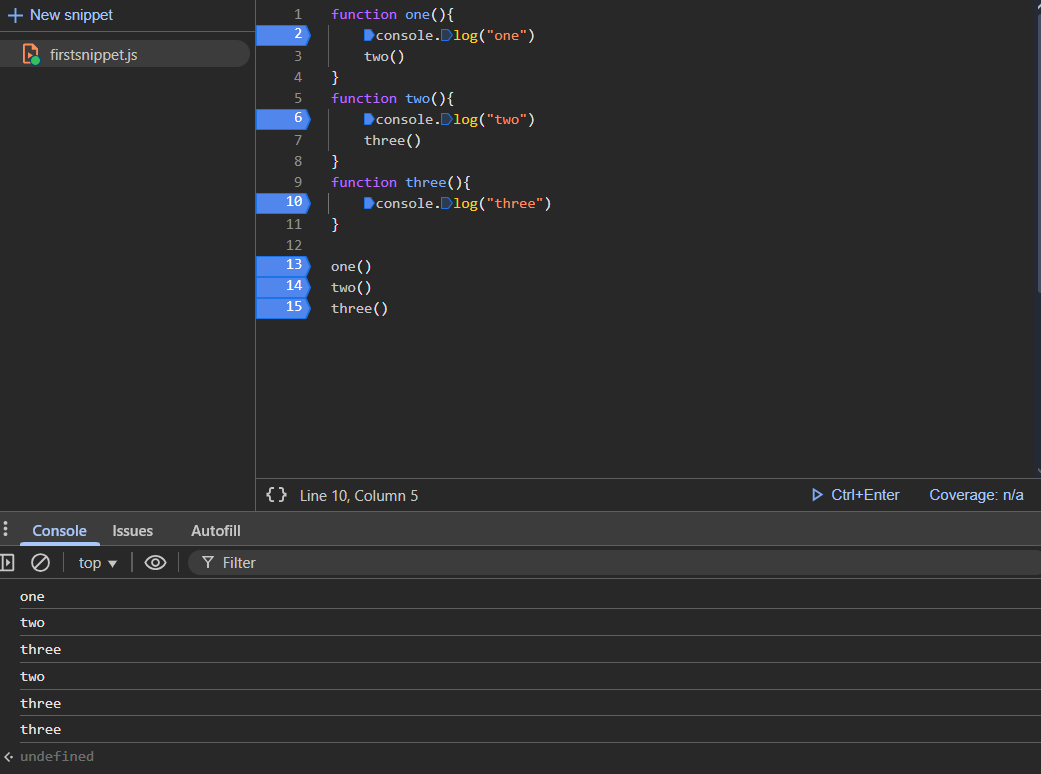 New snippet
firstsnippet.js
1 function one(){
2 console.log("one")
3 two()
4 }
5 function two(){
6 console.log("two")
7 three()
8 }
9 function three(){
10 console.log("three")
11 }
12
13 one()
14 two()
15 three()
{ } Line 10, Column 5 Ctrl+Enter Coverage: n/a
Console Issues Autofill
top Filter
one
two
three
two
three
three
undefined